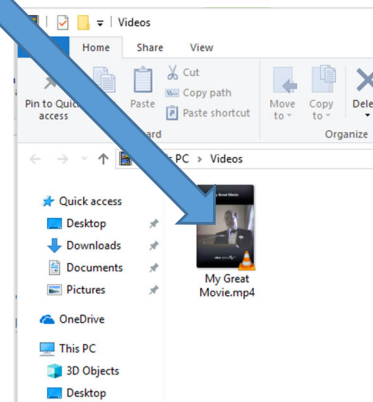 Videos
Home Share View
Cut
Copy path
Paste shortcut
Pin to Quick access
Paste
Move to
Copy to
Organize
PC > Videos
Quick access
Desktop
Downloads
Documents
Pictures
OneDrive
This PC
3D Objects
Desktop
My Great
Movie.mp4